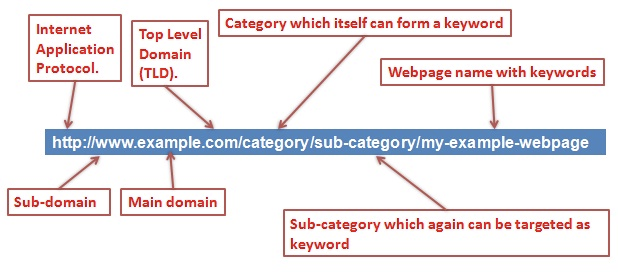 Internet
Application
Protocol.
Top Level
Domain
(TLD).
Category which itself can form a keyword
Webpage name with keywords
http://www.example.com/category/sub-category/my-example-webpage
Sub-domain
Main domain
Sub-category which again can be targeted as
keyword